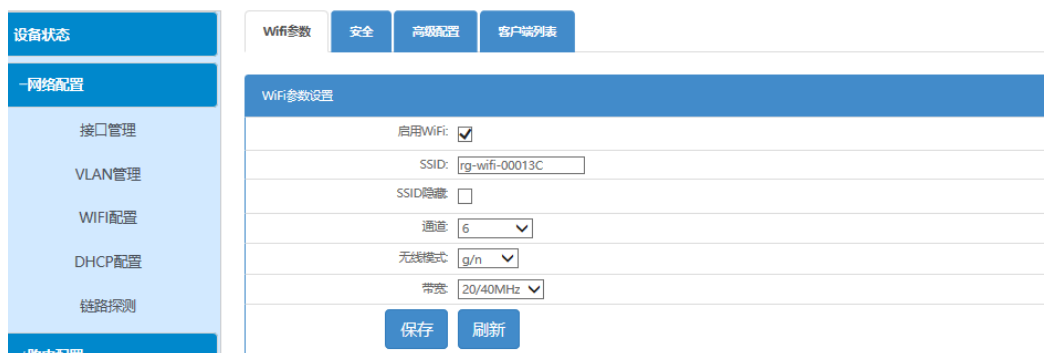 设备状态
-网络配置
接口管理
VLAN管理
WIFI配置
DHCP配置
链路探测
Wifi参数 安全 高级配置 客户端列表
WiFi参数设置
启用WiFi:
SSID: rg-wifi-00013C
SSID隐藏:
通道: 6
无线模式: g/n
带宽: 20/40MHz
保存 刷新